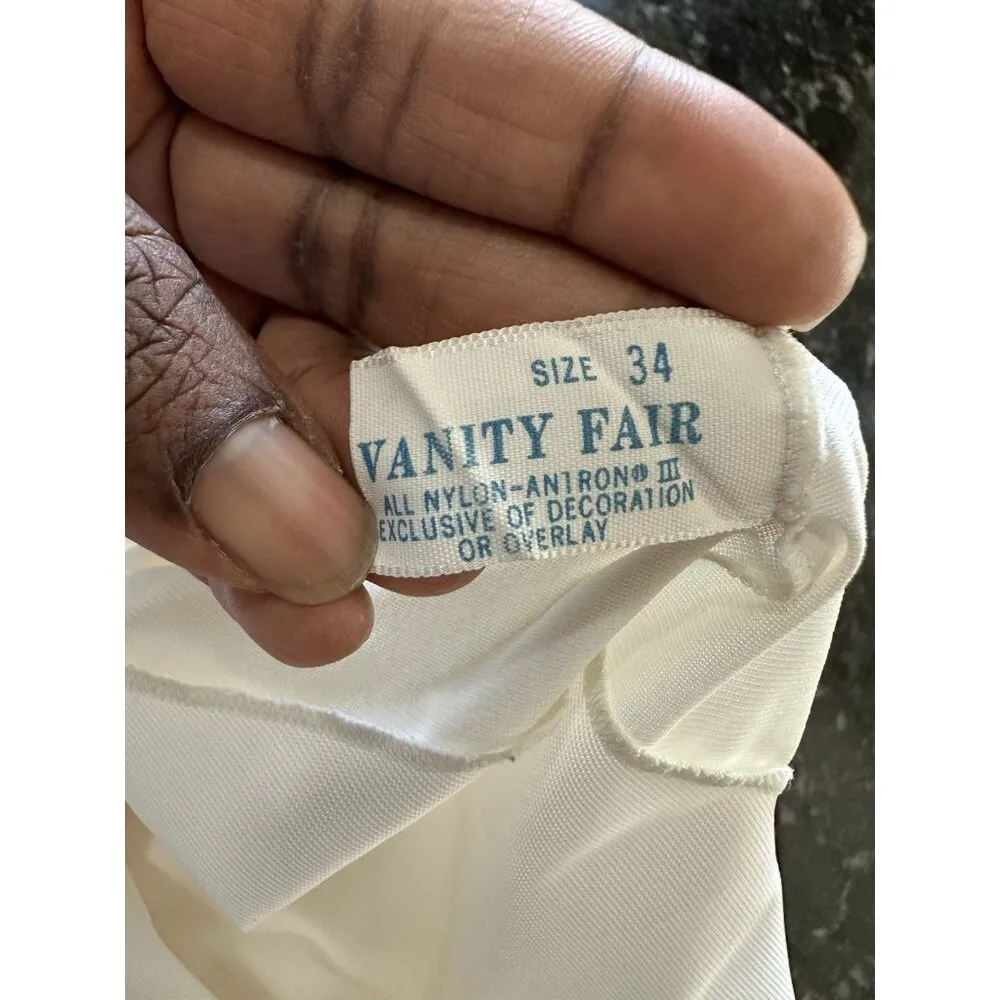 SIZE 34
VANITY FAIR
ALL NYLON-ANTRON® III
EXCLUSIVE OF DECORATION
OR OVERLAY